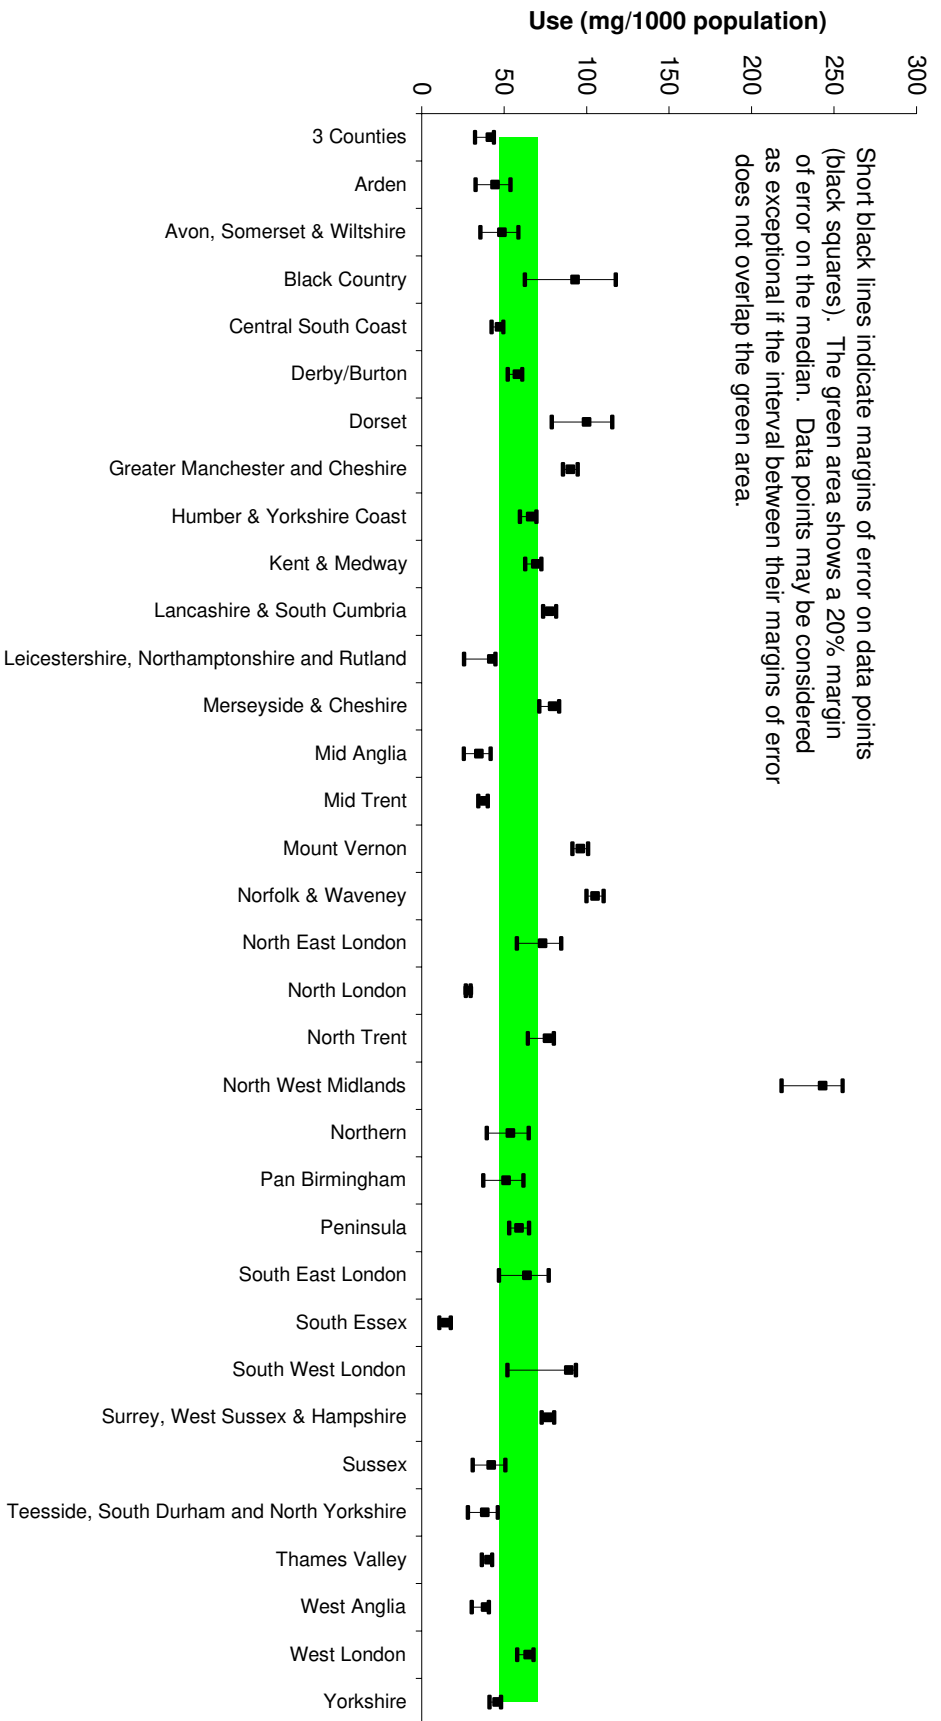 Use (mg/1000 population)
0
50
100
150
200
250
300
Short black lines indicate margins of error on data points
(black squares). The green area shows a 20% margin
of error on the median. Data points may be considered
as exceptional if the interval between their margins of error
does not overlap the green area.
3 Counties
Arden
Avon, Somerset & Wiltshire
Black Country
Central South Coast
Derby/Burton
Dorset
Greater Manchester and Cheshire
Humber & Yorkshire Coast
Kent & Medway
Lancashire & South Cumbria
Leicestershire, Northamptonshire and Rutland
Merseyside & Cheshire
Mid Anglia
Mid Trent
Mount Vernon
Norfolk & Waveney
North East London
North London
North Trent
North West Midlands
Northern
Pan Birmingham
Peninsula
South East London
South Essex
South West London
Surrey, West Sussex & Hampshire
Sussex
Teesside, South Durham and North Yorkshire
Thames Valley
West Anglia
West London
Yorkshire